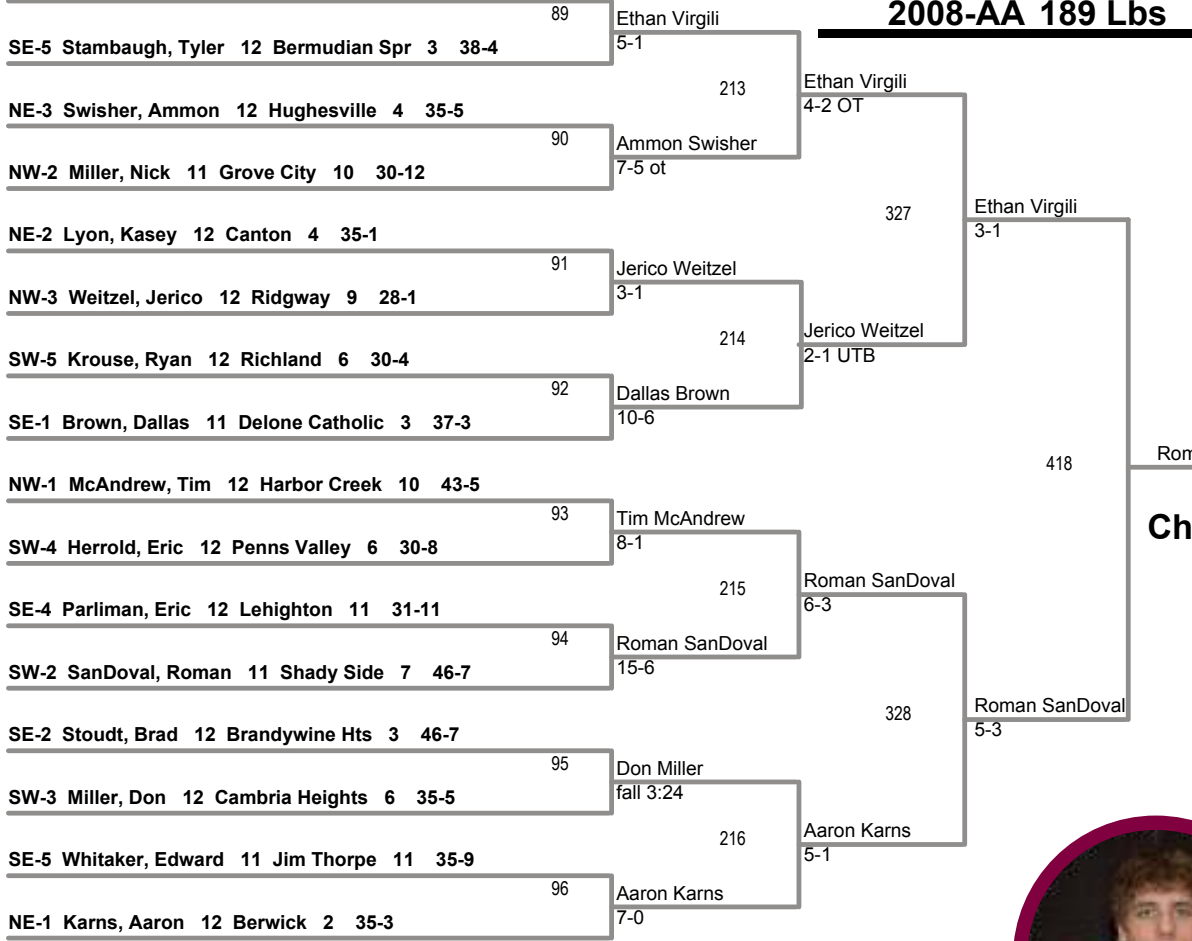 2008-AA 189 Lbs
89
Ethan Virgili
5-1
SE-5 Stambaugh, Tyler 12 Bermudian Spr 3 38-4
213
Ethan Virgili
4-2 OT
NE-3 Swisher, Ammon 12 Hughesville 4 35-5
90
Ammon Swisher
7-5 ot
NW-2 Miller, Nick 11 Grove City 10 30-12
327
Ethan Virgili
3-1
NE-2 Lyon, Kasey 12 Canton 4 35-1
91
Jerico Weitzel
3-1
NW-3 Weitzel, Jerico 12 Ridgway 9 28-1
214
Jerico Weitzel
2-1 UTB
SW-5 Krouse, Ryan 12 Richland 6 30-4
92
Dallas Brown
10-6
SE-1 Brown, Dallas 11 Delone Catholic 3 37-3
418
Rom
Ch
NW-1 McAndrew, Tim 12 Harbor Creek 10 43-5
93
Tim McAndrew
8-1
SW-4 Herrold, Eric 12 Penns Valley 6 30-8
215
Roman SanDoval
6-3
SE-4 Parliman, Eric 12 Lehighton 11 31-11
94
Roman SanDoval
15-6
SW-2 SanDoval, Roman 11 Shady Side 7 46-7
328
Roman SanDoval
5-3
SE-2 Stoudt, Brad 12 Brandywine Hts 3 46-7
95
Don Miller
fall 3:24
SW-3 Miller, Don 12 Cambria Heights 6 35-5
216
Aaron Karns
5-1
SE-5 Whitaker, Edward 11 Jim Thorpe 11 35-9
96
Aaron Karns
7-0
NE-1 Karns, Aaron 12 Berwick 2 35-3